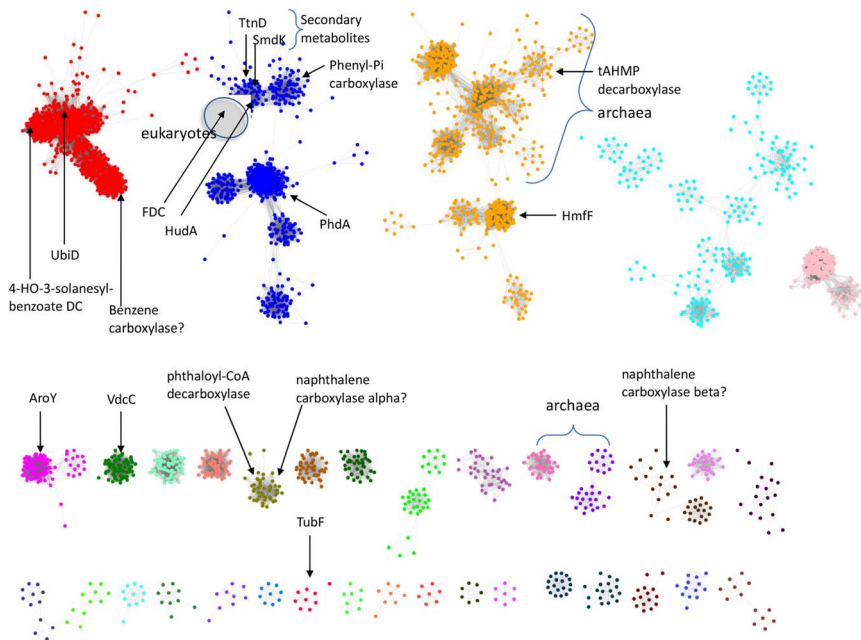 TtnD
SmdK
Secondary
metabolites
Phenyl-Pi
carboxylase
eukaryotes
FDC
HudA
PhdA
UbiD
4-HO-3-solanesyl-
benzoate DC
Benzene
carboxylase?
tAHMP
decarboxylase
archaea
HmfF
AroY
VdcC
phthaloyl-CoA
decarboxylase
naphthalene
carboxylase alpha?
archaea
naphthalene
carboxylase beta?
TubF